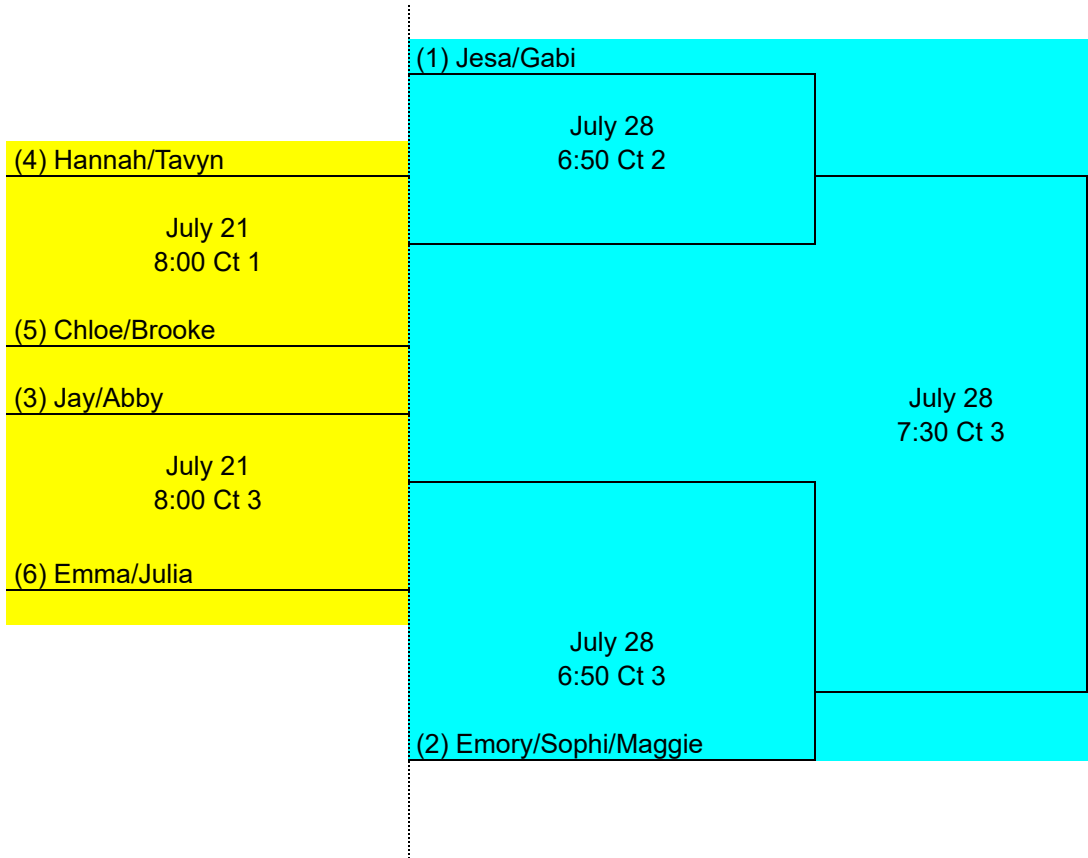 (1) Jesa/Gabi
July 28
6:50 Ct 2
(4) Hannah/Tavyn
July 21
8:00 Ct 1
(5) Chloe/Brooke
(3) Jay/Abby
July 28
7:30 Ct 3
July 21
8:00 Ct 3
(6) Emma/Julia
July 28
6:50 Ct 3
(2) Emory/Sophi/Maggie